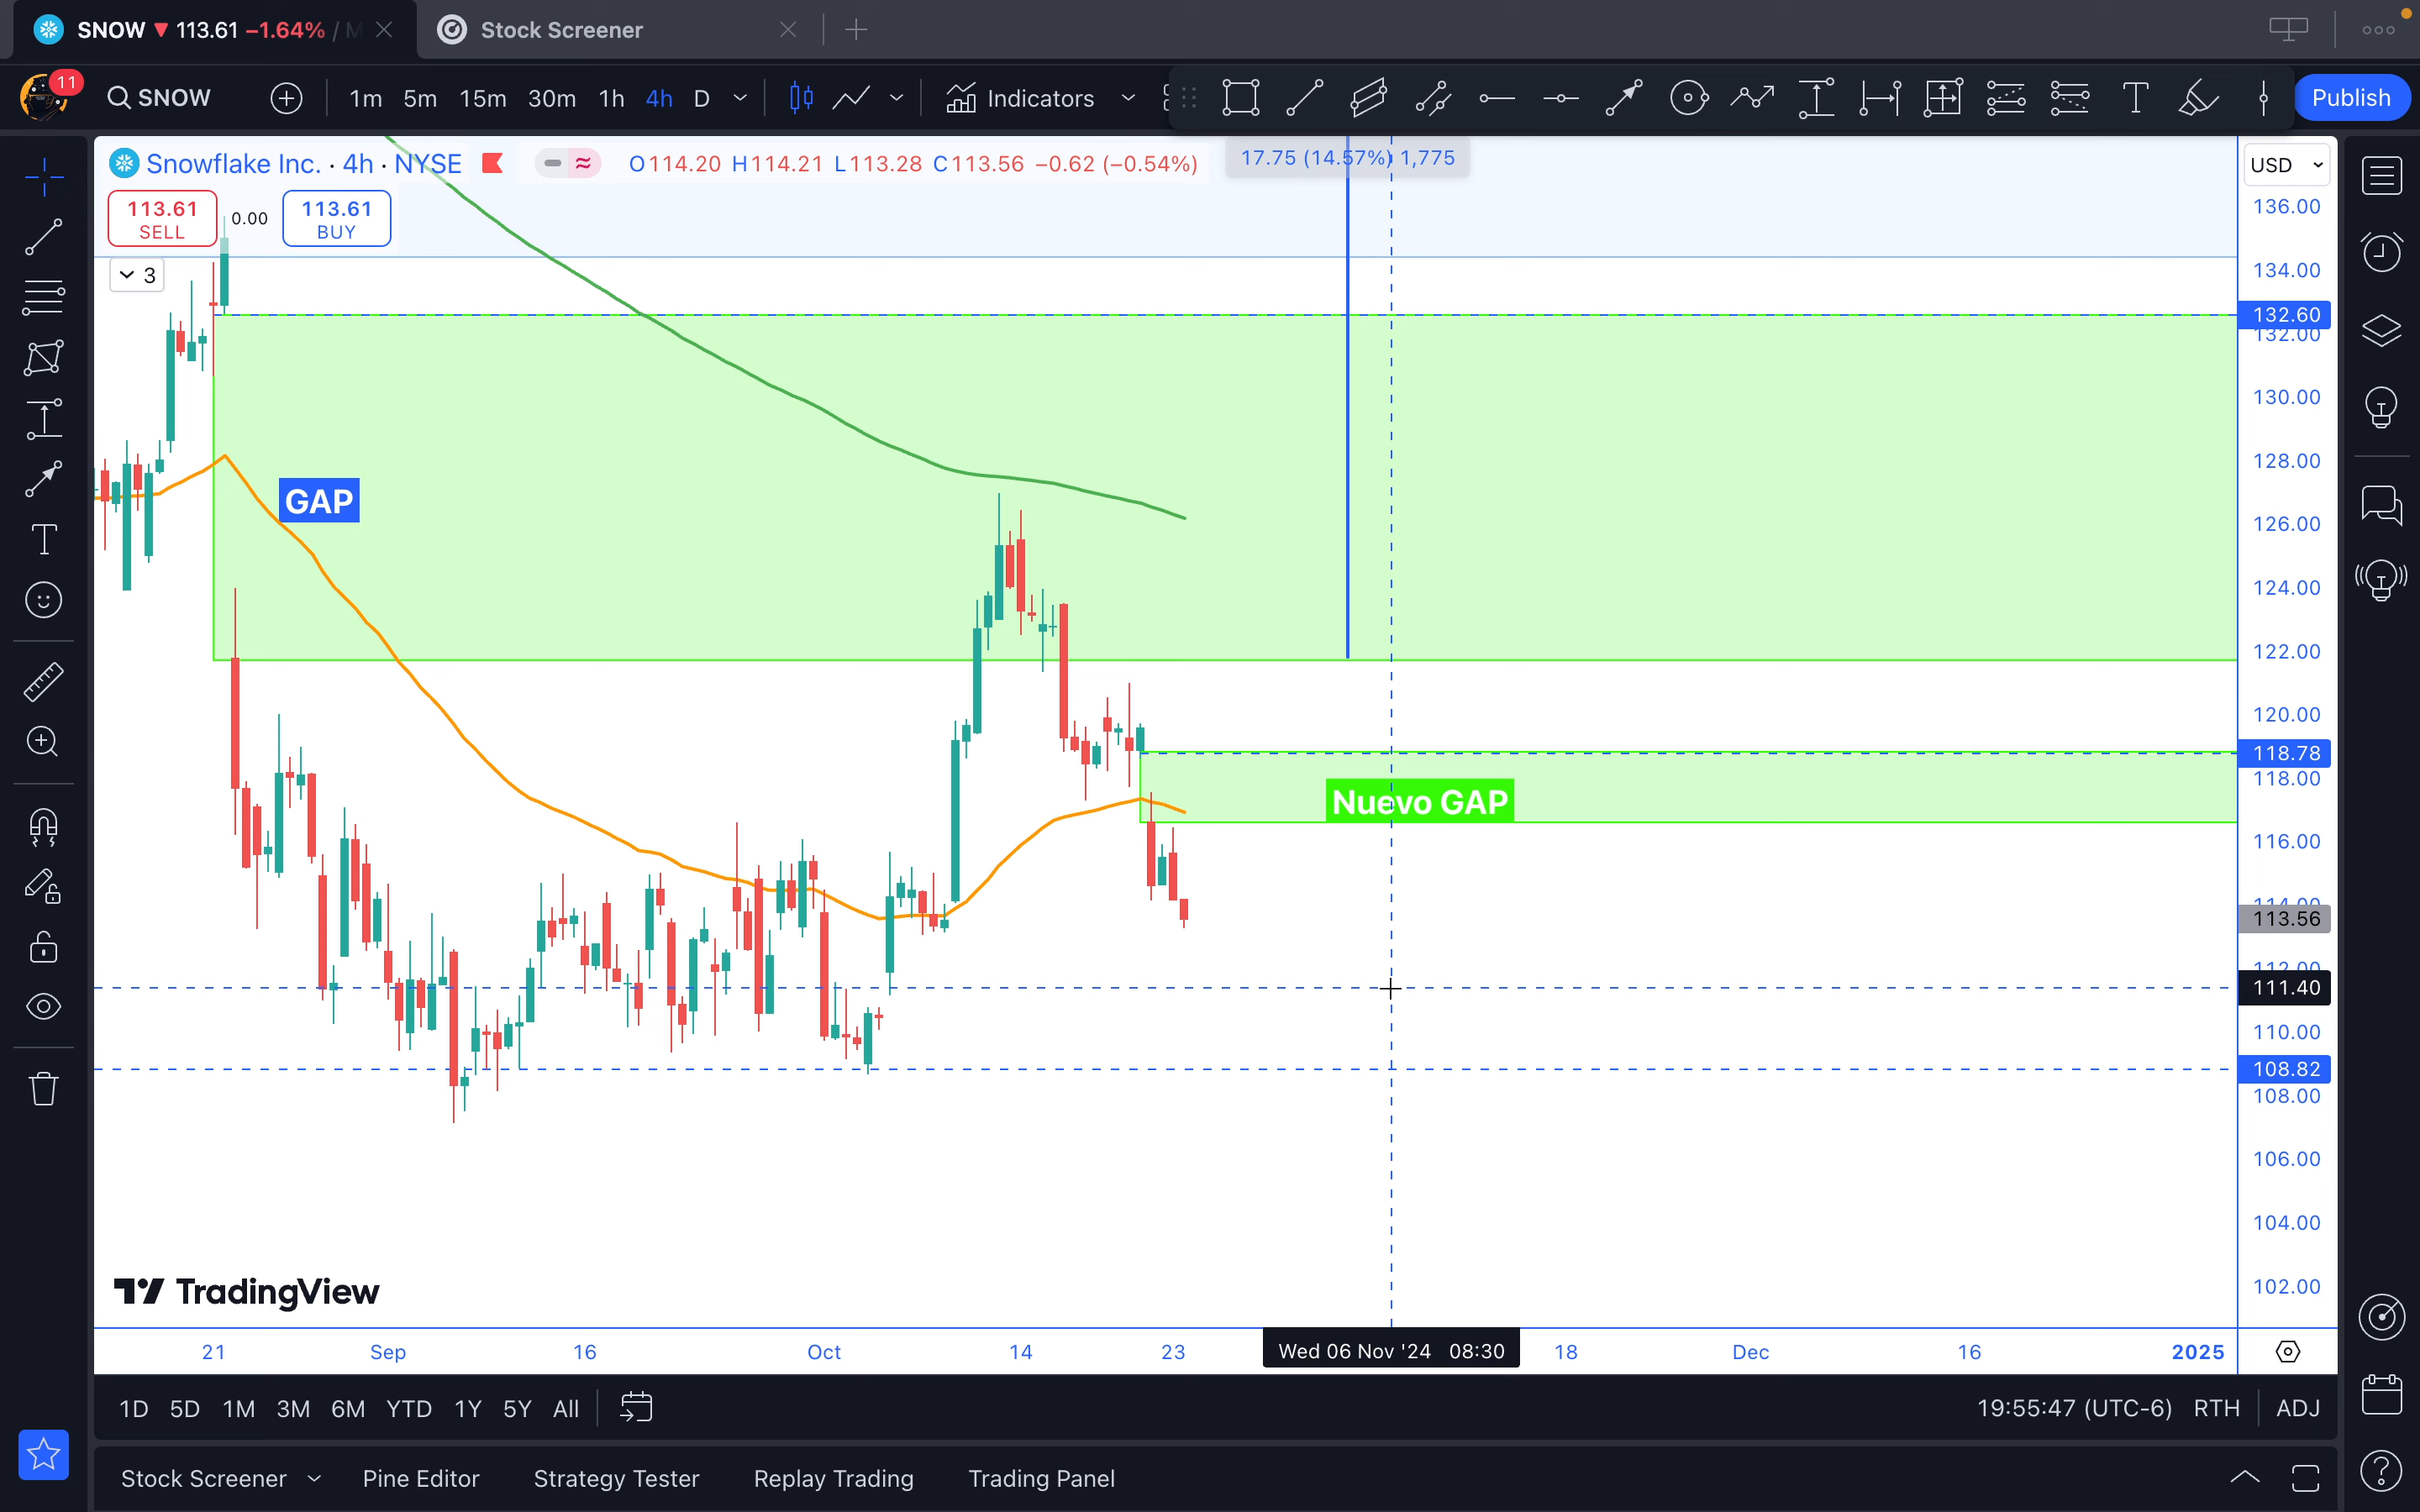 SNOW ▼ 113.61 −1.64% / M
Stock Screener
11
SNOW
1m 5m 15m 30m 1h 4h D
Indicators
Publish
Snowflake Inc. · 4h · NYSE
O114.20 H114.21 L113.28 C113.56 −0.62 (−0.54%)
17.75 (14.57%) 1,775
USD
113.61
SELL
0.00
113.61
BUY
3
136.00
134.00
132.60
132.00
130.00
128.00
126.00
124.00
122.00
120.00
118.78
118.00
116.00
114.00
113.56
112.00
111.40
110.00
108.82
108.00
106.00
104.00
102.00
GAP
Nuevo GAP
TradingView
21 Sep 16 Oct 14 23 Wed 06 Nov '24 08:30 18 Dec 16 2025
1D 5D 1M 3M 6M YTD 1Y 5Y All
19:55:47 (UTC-6) RTH ADJ
Stock Screener Pine Editor Strategy Tester Replay Trading Trading Panel